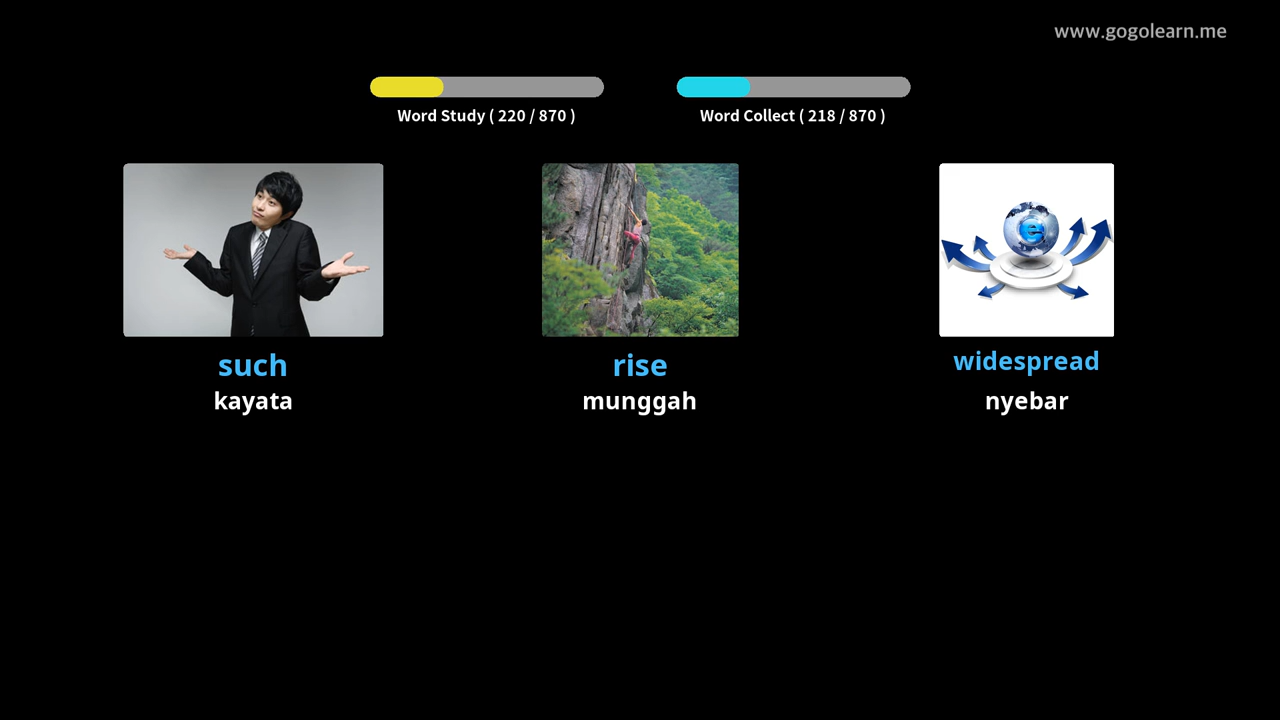 www.gogolearn.me
Word Study ( 220 / 870 )
Word Collect ( 218 / 870 )
such
kayata
rise
munggah
widespread
nyebar